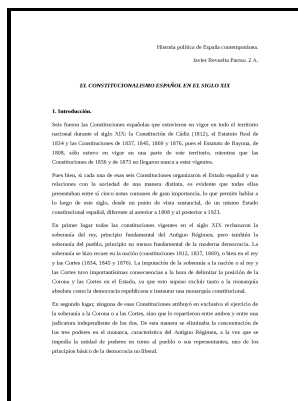 Historia política de España contemporánea.
Javier Revuelta Parrao. 2 A.
EL CONSTITUCIONALISMO ESPAÑOL EN EL SIGLO XIX
1. Introducción.
Seis fueron las Constituciones españolas que estuvieron en vigor en todo el territorio
nacional durante el siglo XIX: la Constitución de Cádiz (1812), el Estatuto Real de
1834 y las Constituciones de 1837, 1845, 1869 y 1876, pues el Estatuto de Bayona, de
1808, sólo estuvo en vigor en una parte de este territorio, mientras que las
Constituciones de 1856 y de 1873 no llegaron nunca a estar vigentes.
Pues bien, si cada una de esas seis Constituciones organizaron el Estado español y sus
relaciones con la sociedad de una manera distinta, es evidente que todas ellas
presentaban entre sí unos notas comunes de gran importancia, lo que permite hablar a
lo largo de este siglo, desde un punto de vista sustancial, de un mismo Estado
constitucional español, diferente al anterior a 1808 y al posterior a 1923.
En primer lugar todas las constituciones vigentes en el siglo XIX rechazaron la
soberanía del rey, principio fundamental del Antiguo Régimen, pero también la
soberanía del pueblo, principio no menos fundamental de la moderna democracia. La
soberanía se hizo recaer en la nación (constituciones 1812, 1837, 1869), o bien en el rey
y las Cortes (1834, 1845 y 1876). La imputación de la soberanía a la nación o al rey y
las Cortes tuvo importantísimas consecuencias a la hora de delimitar la posición de la
Corona y las Cortes en el Estado, ya que esto supuso excluir tanto a la monarquía
absoluta como la democracia republicana e instaurar una monarquía constitucional.
En segundo lugar, ninguna de esas Constituciones atribuyó en exclusiva el ejercicio de
la soberanía a la Corona o a las Cortes, sino que lo repartieron entre ambos y entre una
judicatura independiente de los dos. De esta manera se eliminaba la concentración de
los tres poderes en el monarca, característica del Antiguo Régimen, a la vez que se
impedía la unidad de poderes en torno al pueblo o sus representantes, uno de los
principios básico de la democracia no liberal.